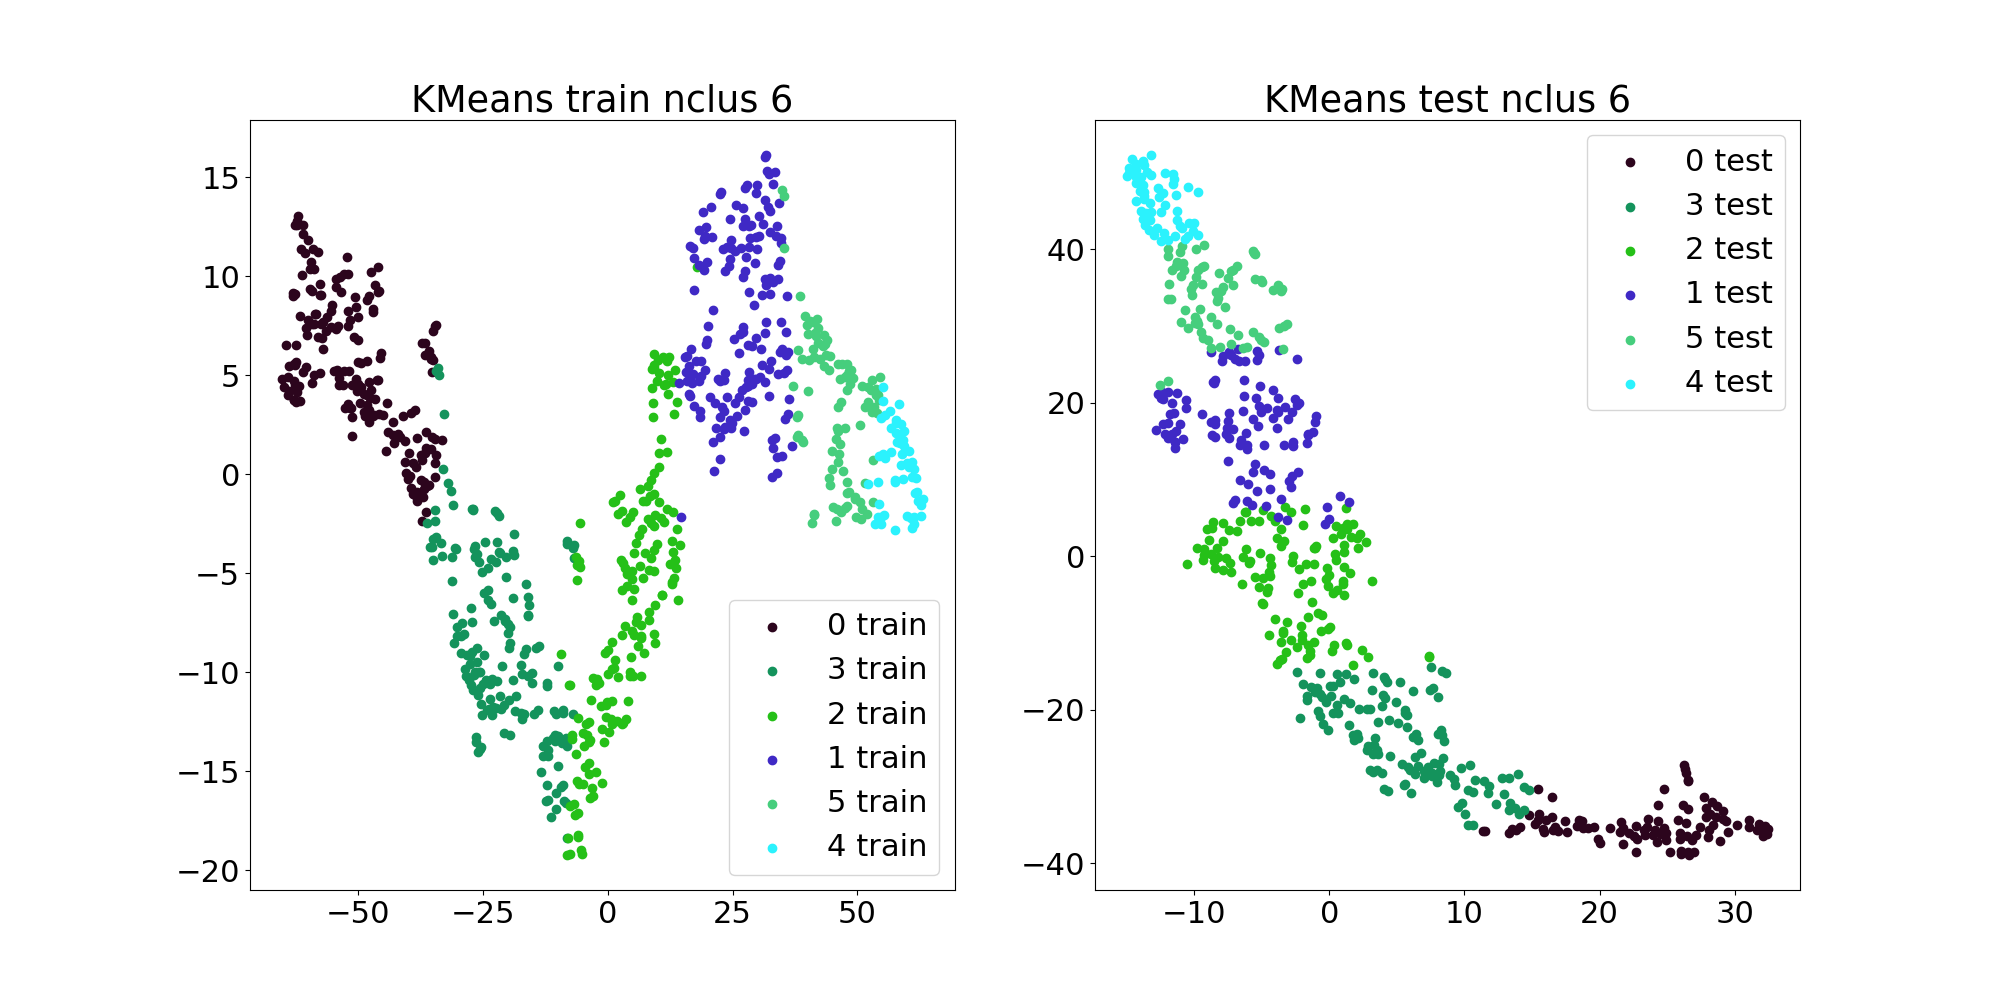 KMeans train nclus 6
15
10
5
0
−5
−10
−15
−20
−50
−25
0
25
50
0 train
3 train
2 train
1 train
5 train
4 train
KMeans test nclus 6
40
20
0
−20
−40
−10
0
10
20
30
0 test
3 test
2 test
1 test
5 test
4 test